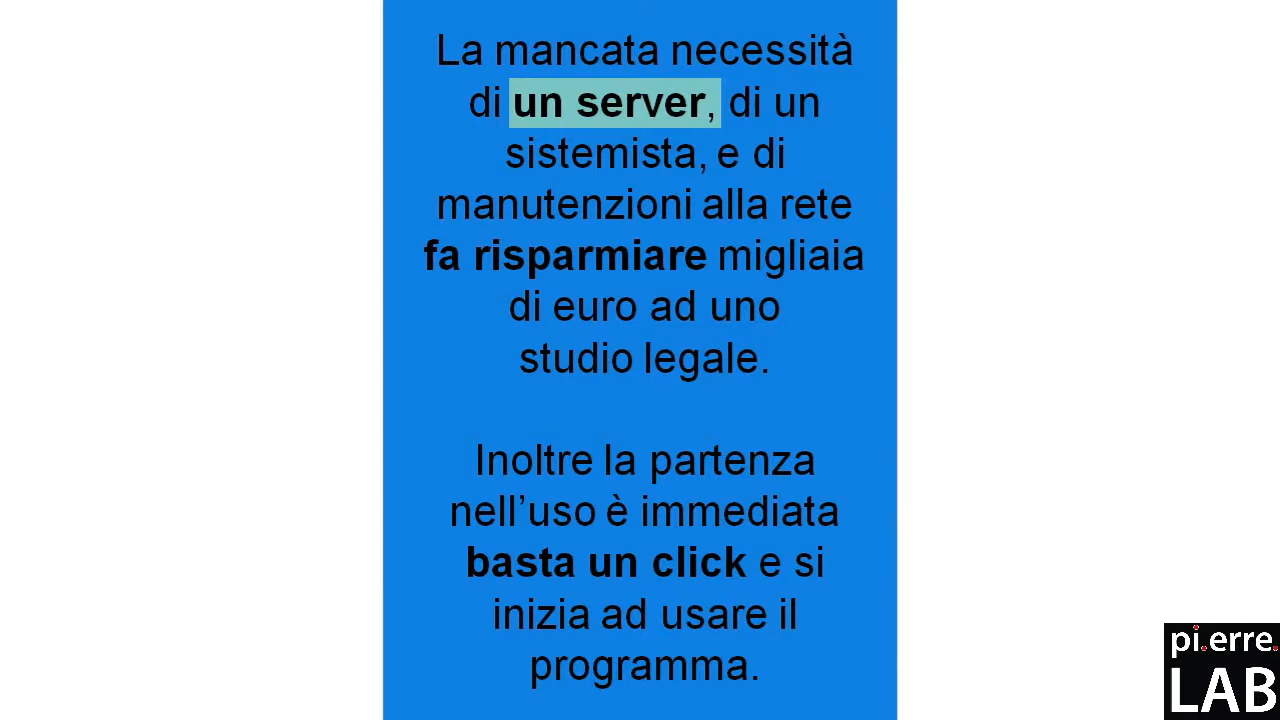 La mancata necessità
di un server, di un
sistemista, e di
manutenzioni alla rete
fa risparmiare migliaia
di euro ad uno
studio legale.
Inoltre la partenza
nell’uso è immediata
basta un click e si
inizia ad usare il
programma.
pi.erre.
LAB